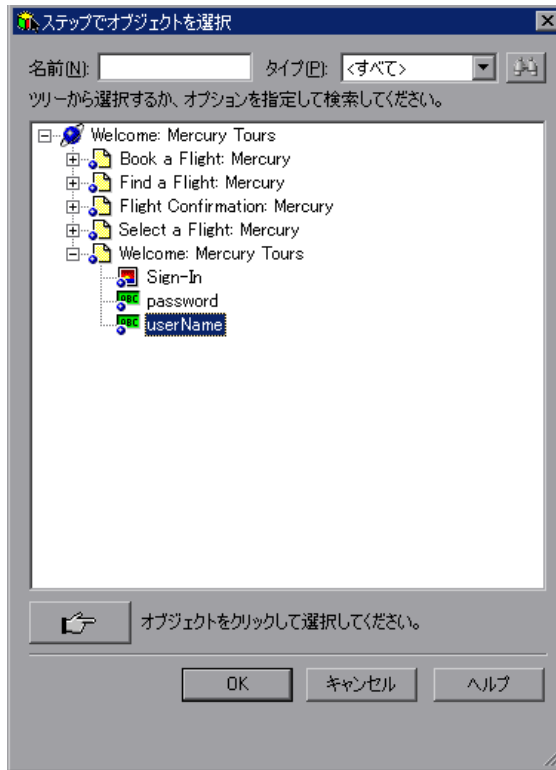 ステップでオブジェクトを選択
名前(N): タイプ(P): <すべて>
ツリーから選択するか、オプションを指定して検索してください。
Welcome: Mercury Tours
Book a Flight: Mercury
Find a Flight: Mercury
Flight Confirmation: Mercury
Select a Flight: Mercury
Welcome: Mercury Tours
Sign-In
ABC password
ABC userName
オブジェクトをクリックして選択してください。
OK キャンセル ヘルプ